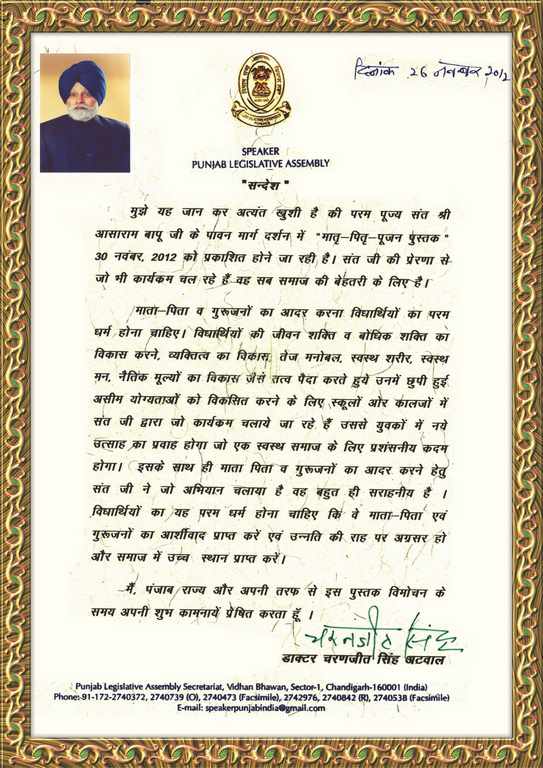 दिनांक 26 नवम्बर 2012
SPEAKER
PUNJAB LEGISLATIVE ASSEMBLY
"सन्देश"
मुझे यह जान कर अत्यंत खुशी है की परम पूज्य संत श्री
आसाराम बापू जी के पावन मार्ग दर्शन में "मातृ–पितृ–पूजन पुस्तक"
30 नवंबर, 2012 को प्रकाशित होने जा रही है। संत जी की प्रेरणा से
जो भी कार्यकम चल रहे हैं वह सब समाज की बेहतरी के लिए है।
माता–पिता व गुरूजनों का आदर करना विधार्थियों का परम
धर्म होना चाहिए। विधार्थियों की जीवन शक्ति व बोधिक शक्ति का
विकास करने, व्यक्तित्व का विकास, तेज मनोबल, स्वस्थ शरीर, स्वस्थ
मन, नैतिक मूल्यों का विकास जैसे तत्व पैदा करते हुये उनमें छुपी हुई
असीम योग्यताओं को विकसित करने के लिए स्कूलों और कालजों में
संत जी द्वारा जो कार्यकम चलाये जा रहे हैं उससे युवकों में नये
उत्साह का प्रवाह होगा जो एक स्वस्थ समाज के लिए प्रशंसनीय कदम
होगा। इसके साथ ही माता पिता व गुरूजनों का आदर करने हेतु
संत जी ने जो अभियान चलाया है वह बहुत ही सराहनीय है ।
विधार्थियों का यह परम धर्म होना चाहिए कि वे माता–पिता एवं
गुरूजनों का आर्शीवाद प्राप्त करें एवं उन्नति की राह पर अग्रसर हो
और समाज में उच्च स्थान प्राप्त करें।
मैं, पंजाब राज्य और अपनी तरफ से इस पुस्तक विमोचन के
समय अपनी शुभ कामनायें प्रेषित करता हूँ ।
डाक्टर चरणजीत सिंह अटवाल
Punjab Legislative Assembly Secretariat, Vidhan Bhawan, Sector-1, Chandigarh-160001 (India)
Phone: 91-172-2740372, 2740739 (O), 2740473 (Facsimile), 2742976, 2740842 (R), 2740538 (Facsimile)
E-mail: speakerpunjabindia@gmail.com